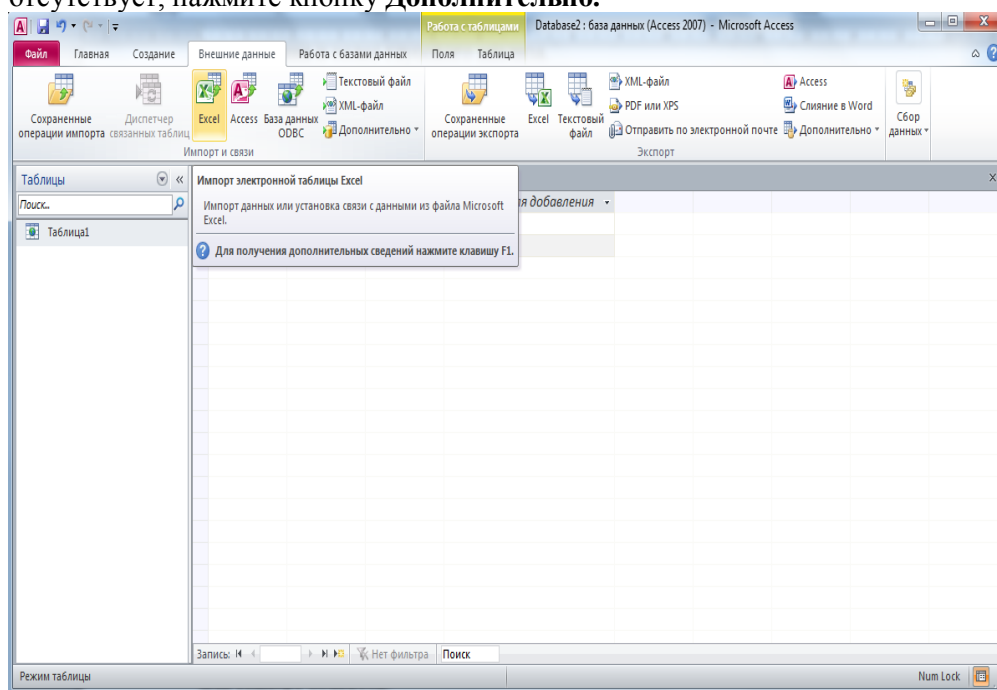 отсутствует, нажмите кнопку Дополнительно.
Работа с таблицами
Database2 : база данных (Access 2007) - Microsoft Access
Файл Главная Создание Внешние данные Работа с базами данных Поля Таблица
Сохраненные операции импорта
Диспетчер связанных таблиц
Excel
Access
База данных ODBC
Текстовый файл
XML-файл
Дополнительно
Импорт и связи
Сохраненные операции экспорта
Excel
Текстовый файл
XML-файл
PDF или XPS
Отправить по электронной почте
Access
Слияние в Word
Дополнительно
Экспорт
Сбор данных
Таблицы
Поиск..
Таблица1
Импорт электронной таблицы Excel
Импорт данных или установка связи с данными из файла Microsoft
Excel.
Для получения дополнительных сведений нажмите клавишу F1.
добавления
Запись: Нет фильтра Поиск
Режим таблицы
Num Lock